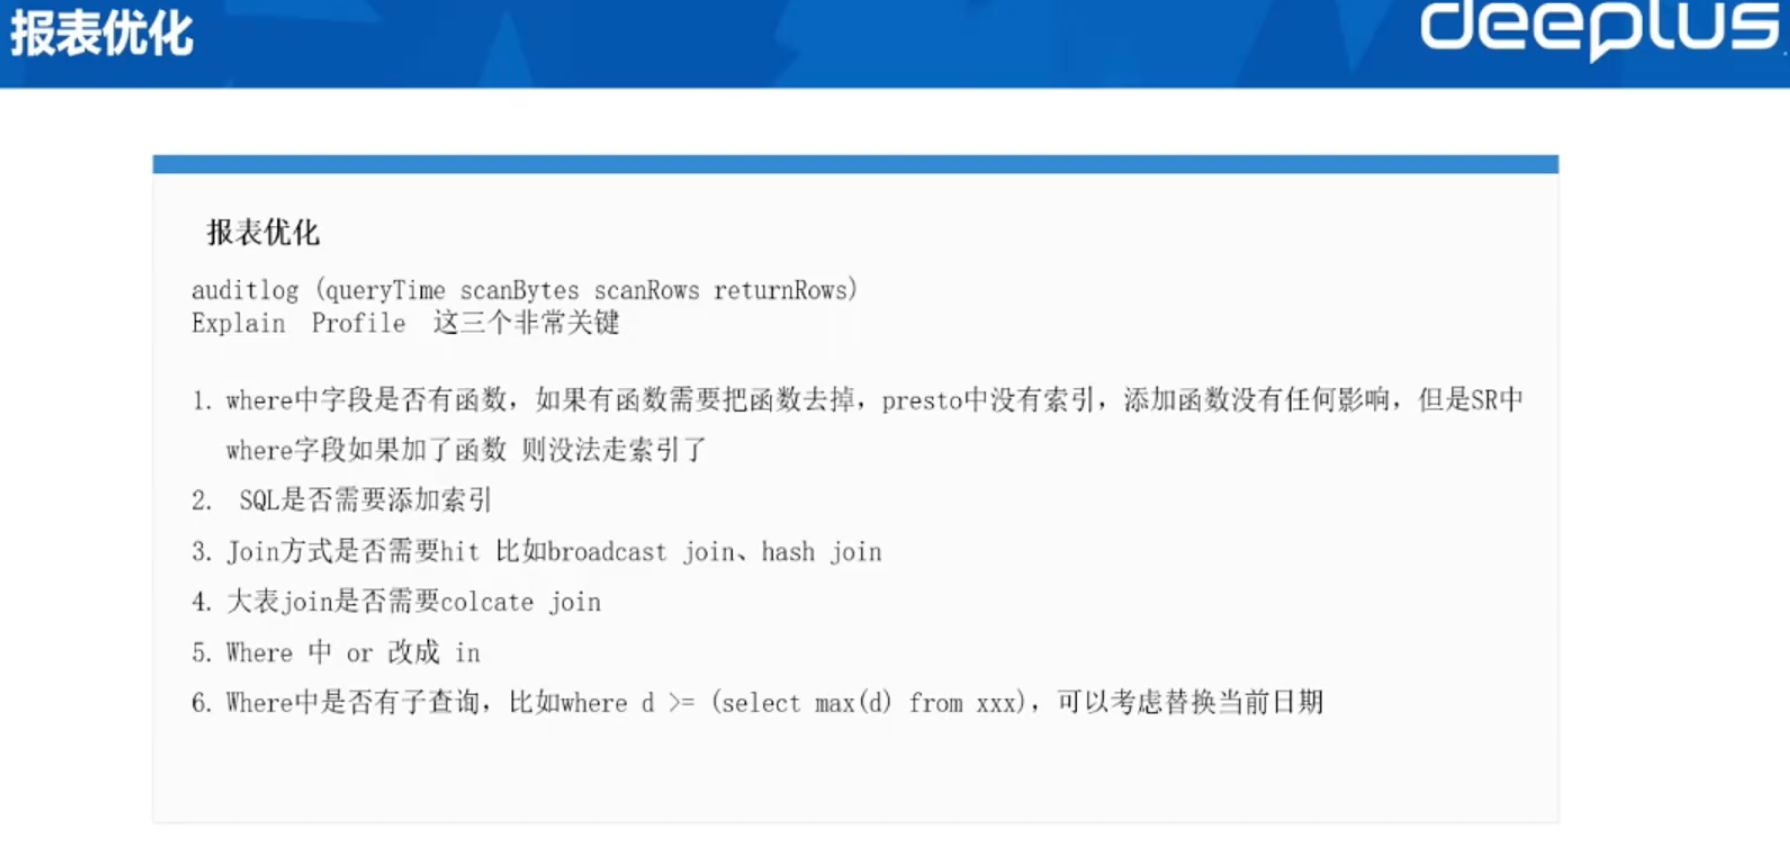 报表优化
deeplus
报表优化
auditlog (queryTime scanBytes scanRows returnRows)
Explain Profile 这三个非常关键
1. where中字段是否有函数，如果有函数需要把函数去掉，presto中没有索引，添加函数没有任何影响，但是SR中
where字段如果加了函数 则没法走索引了
2. SQL是否需要添加索引
3. Join方式是否需要hit 比如broadcast join、hash join
4. 大表join是否需要colcate join
5. Where 中 or 改成 in
6. Where中是否有子查询，比如where d >= (select max(d) from xxx)，可以考虑替换当前日期